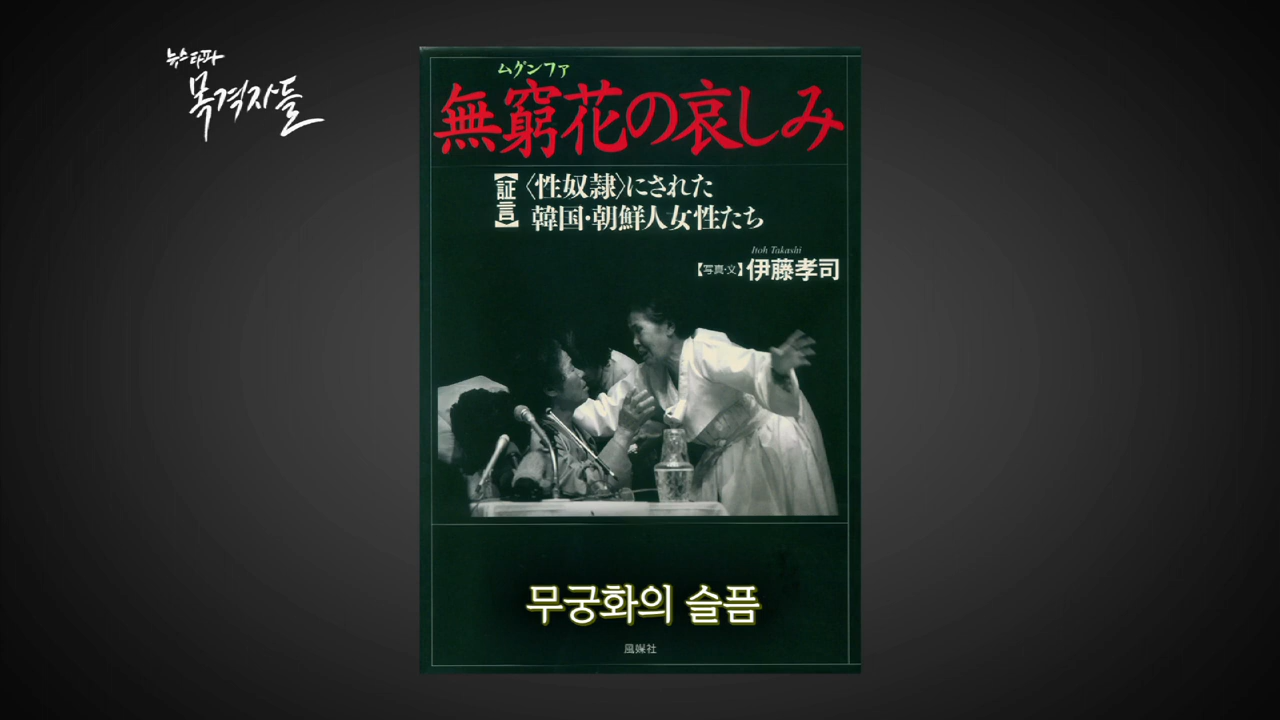 뉴스타파
목격자들
ムグンファ
無窮花の哀しみ
【証言】
〈性奴隷〉にされた
韓国・朝鮮人女性たち
Itoh Takashi
【写真・文】伊藤孝司
무궁화의 슬픔
風媒社